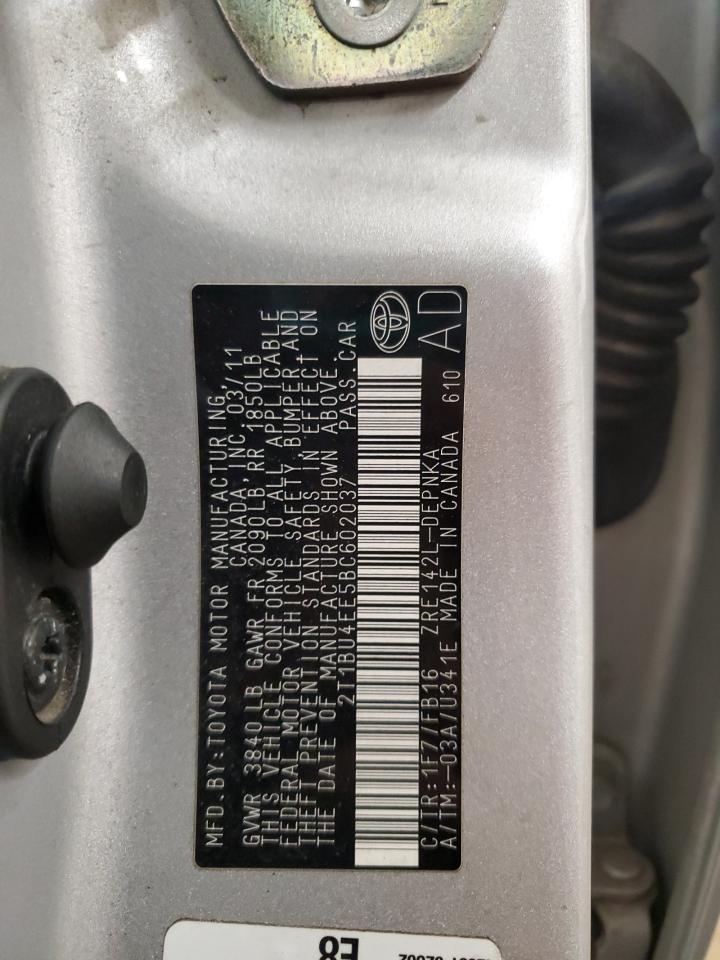 MFD.BY:TOYOTA MOTOR MANUFACTURING,
CANADA,INC.03/11
GVWR 3840LB GAWR FR 2090LB,RR 1850LB
THIS VEHICLE CONFORMS TO ALL APPLICABLE
FEDERAL MOTOR VEHICLE SAFETY,BUMPER,AND
THEFT PREVENTION STANDARDS IN EFFECT ON
THE DATE OF MANUFACTURE SHOWN ABOVE.
2T1BU4EE5BC602037 PASS.CAR
C/TR:1F7/FB16 ZRE142L-DEPNKA
A/TM:-03A/U341E MADE IN CANADA 610
AD
E8